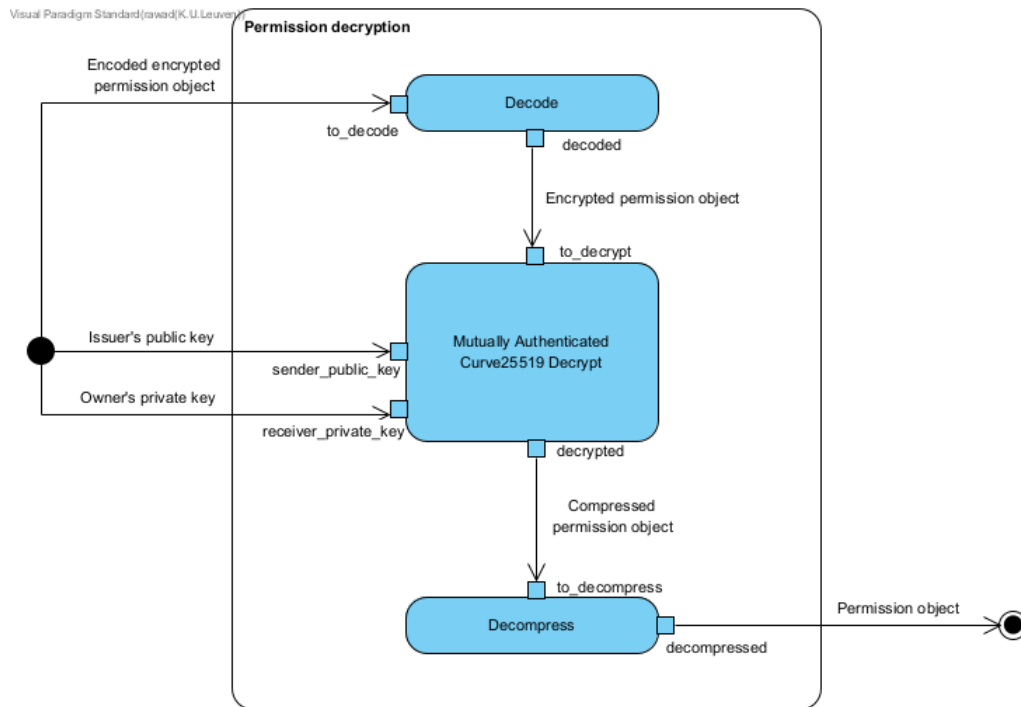 Visual Paradigm Standard(rawad(K.U.Leuven))
Permission decryption
Encoded encrypted
permission object
Decode
to_decode
decoded
Encrypted permission object
to_decrypt
Issuer's public key
Mutually Authenticated
Curve25519 Decrypt
sender_public_key
Owner's private key
receiver_private_key
decrypted
Compressed
permission object
to_decompress
Permission object
Decompress
decompressed